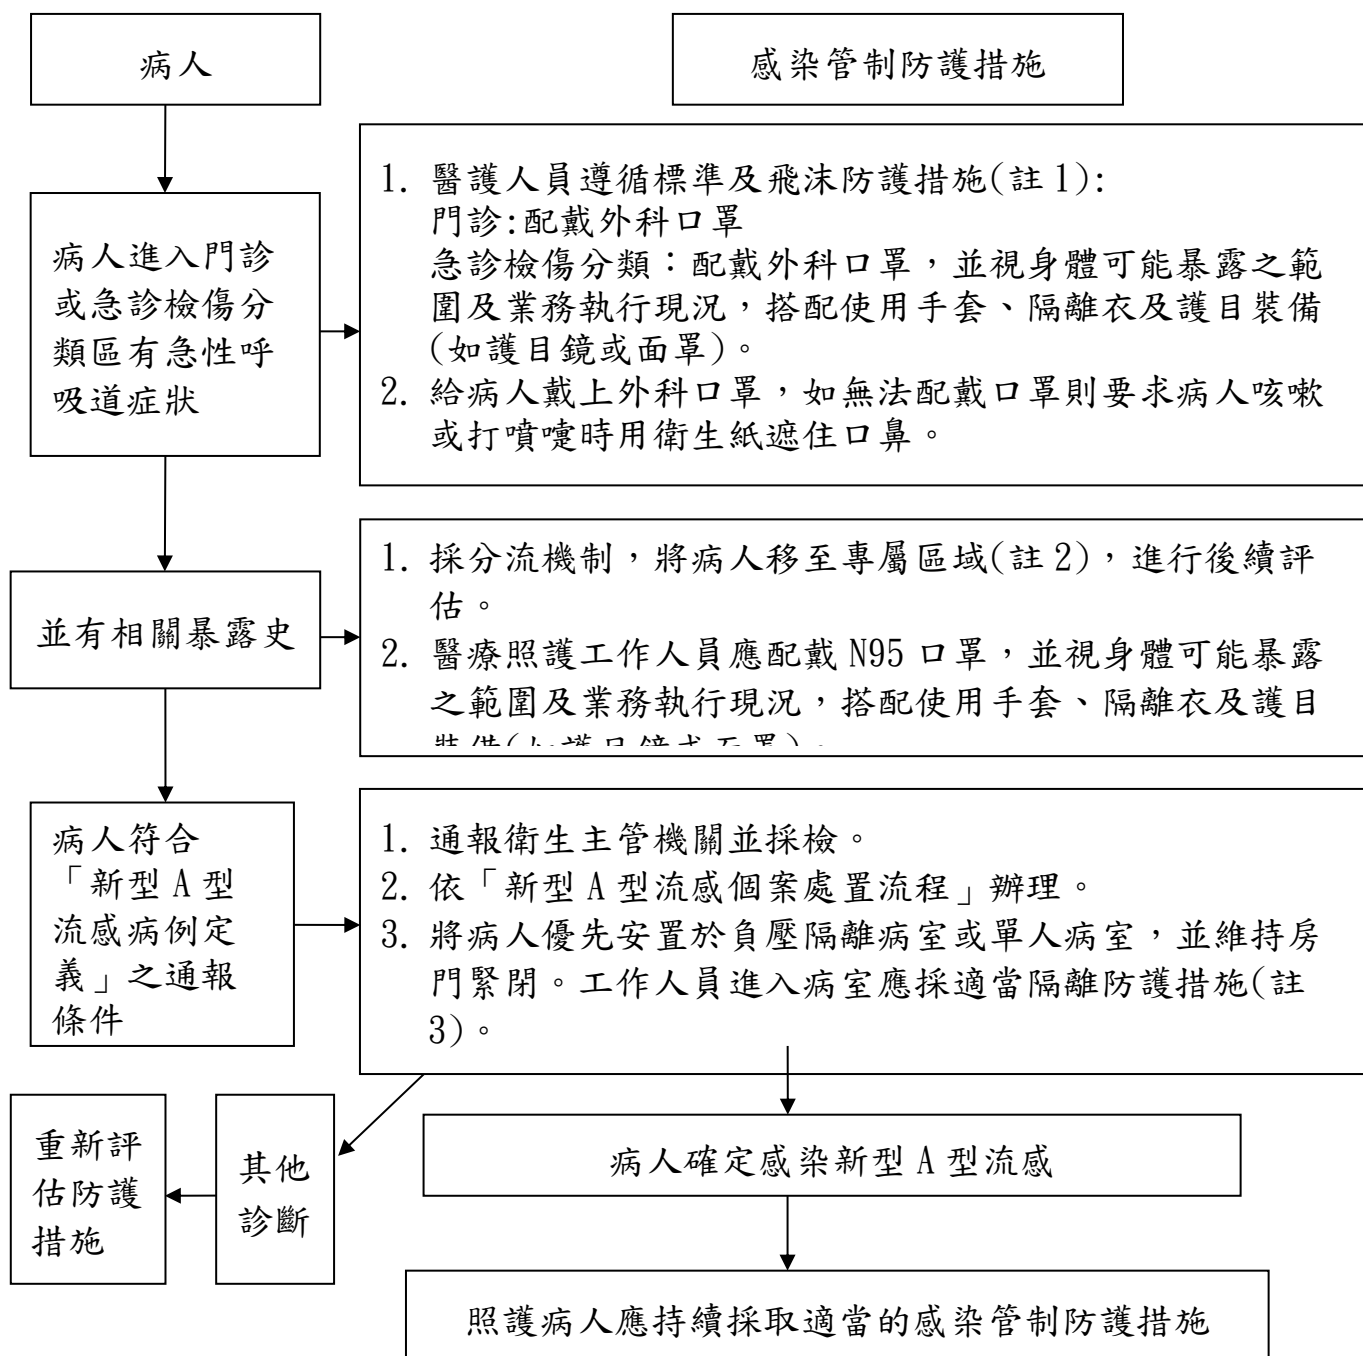 病人
感染管制防護措施
病人進入門診
或急診檢傷分
類區有急性呼
吸道症狀
1. 醫護人員遵循標準及飛沫防護措施(註1):
門診:配戴外科口罩
急診檢傷分類：配戴外科口罩，並視身體可能暴露之範
圍及業務執行現況，搭配使用手套、隔離衣及護目裝備
(如護目鏡或面罩)。
2. 給病人戴上外科口罩，如無法配戴口罩則要求病人咳嗽
或打噴嚏時用衛生紙遮住口鼻。
並有相關暴露史
1. 採分流機制，將病人移至專屬區域(註2)，進行後續評
估。
2. 醫療照護工作人員應配戴 N95 口罩，並視身體可能暴露
之範圍及業務執行現況，搭配使用手套、隔離衣及護目
裝備(如護目鏡或面罩)。
病人符合
「新型 A 型
流感病例定
義」之通報
條件
1. 通報衛生主管機關並採檢。
2. 依「新型 A 型流感個案處置流程」辦理。
3. 將病人優先安置於負壓隔離病室或單人病室，並維持房
門緊閉。工作人員進入病室應採適當隔離防護措施(註
3)。
重新評
估防護
措施
其他
診斷
病人確定感染新型 A 型流感
照護病人應持續採取適當的感染管制防護措施